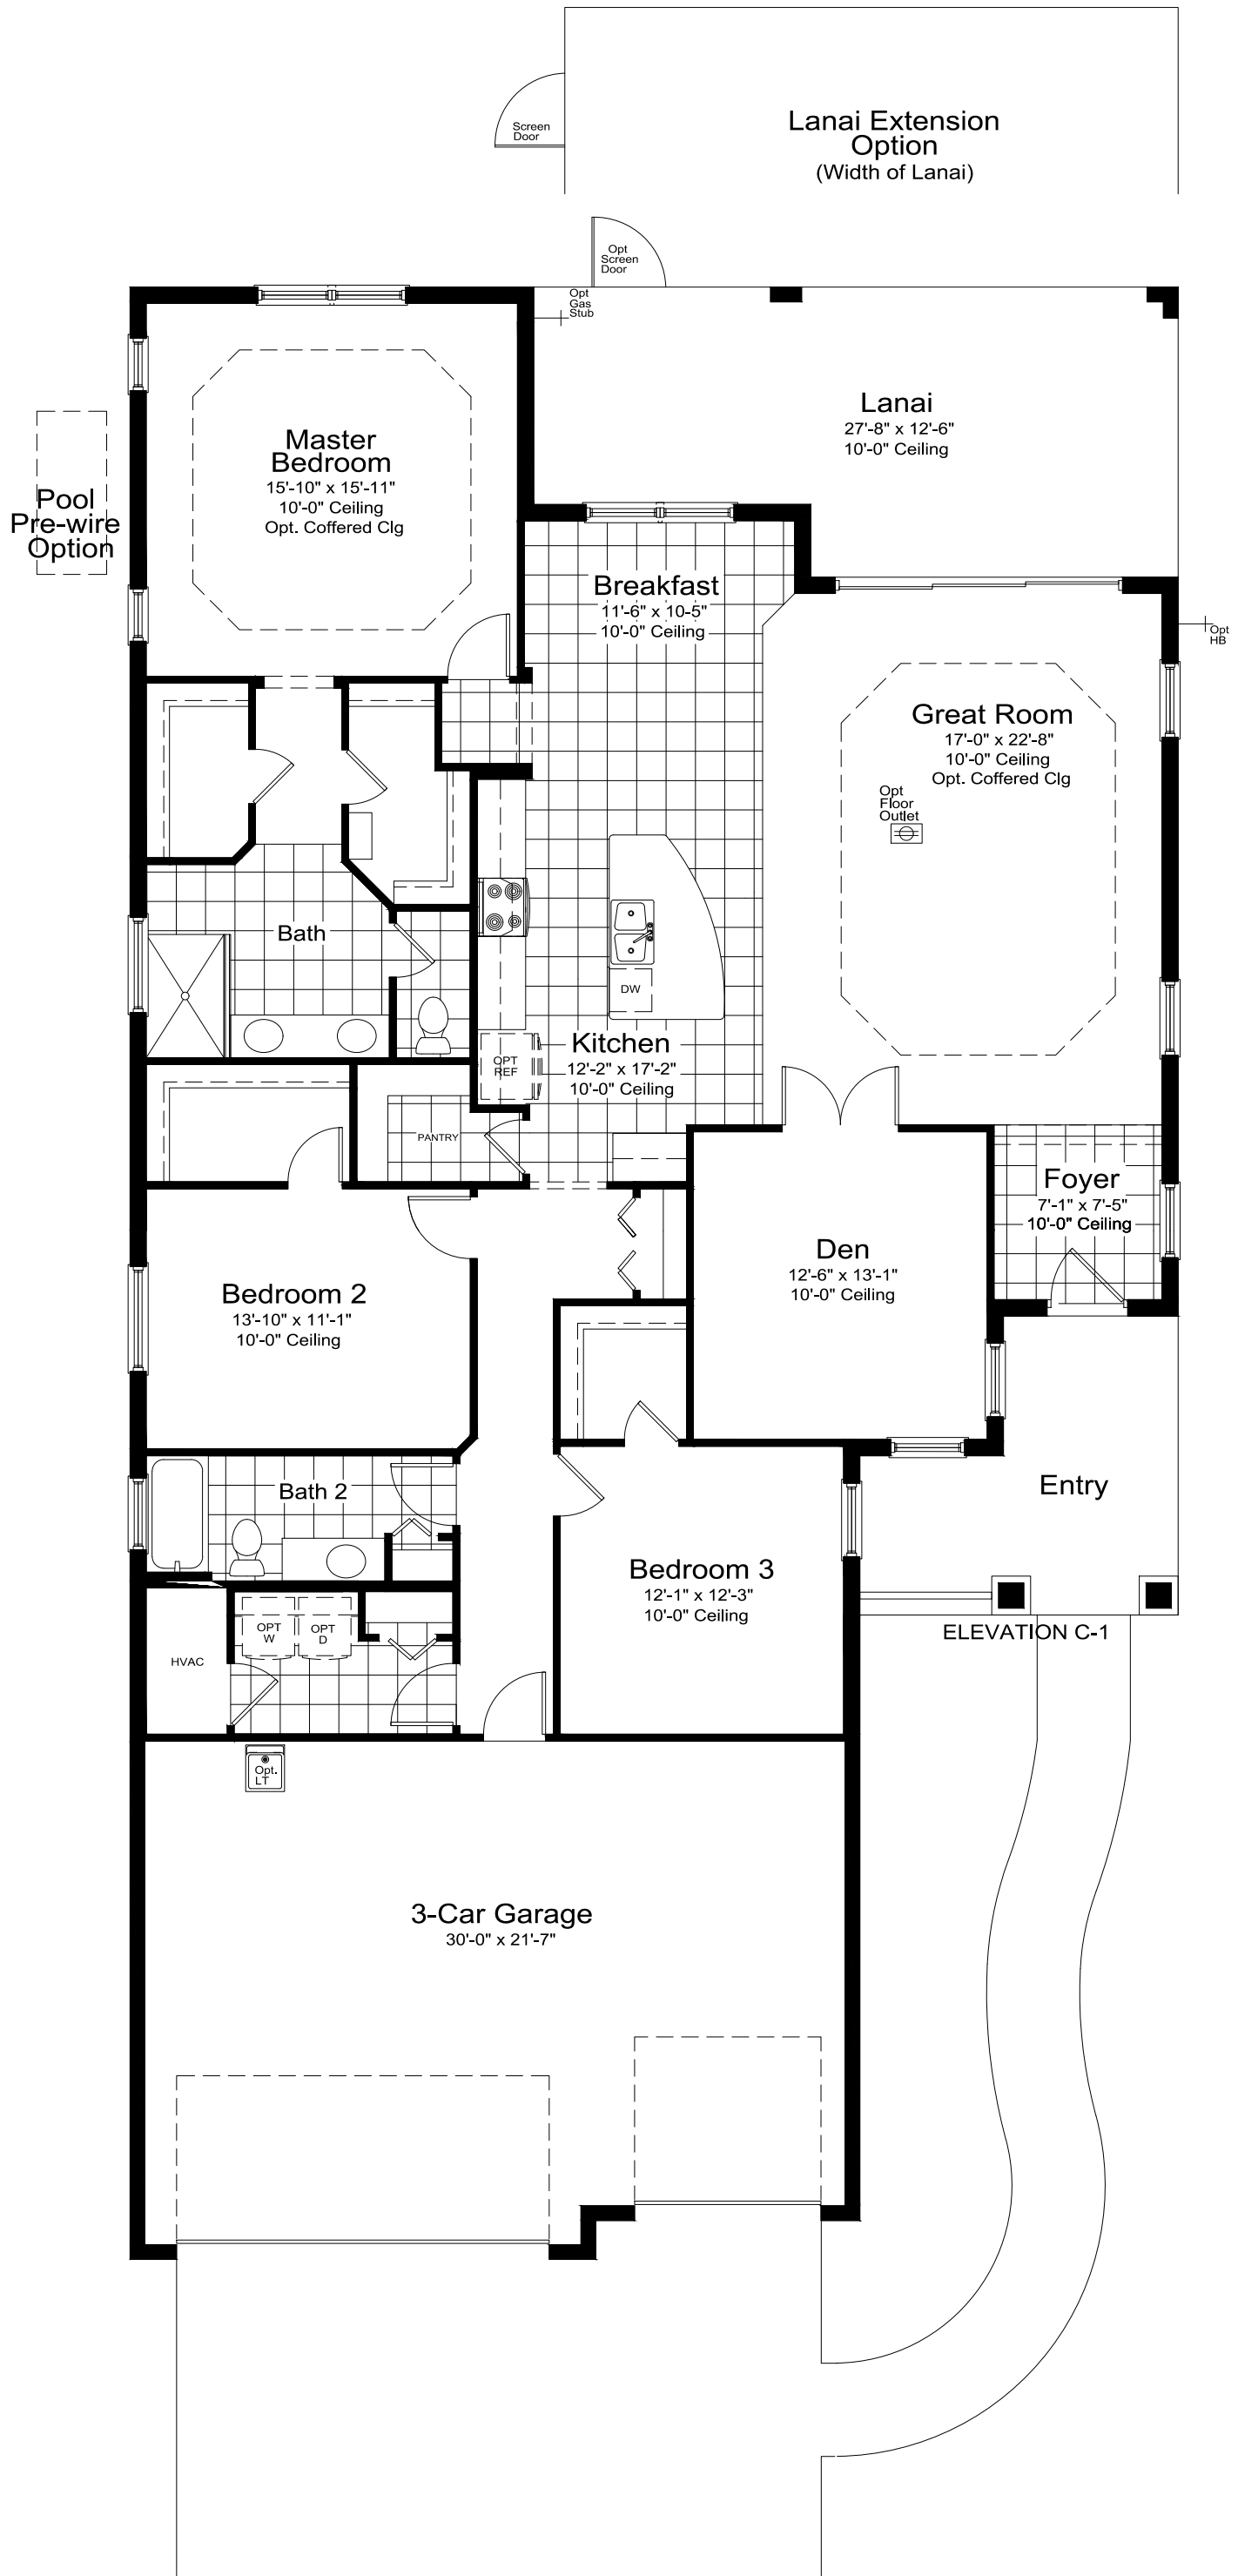 Lanai Extension
Option
(Width of Lanai)
Screen
Door
Opt
Screen
Door
Opt
Gas
Stub
Lanai
27'-8" x 12'-6"
10'-0" Ceiling
Master
Bedroom
15'-10" x 15'-11"
10'-0" Ceiling
Opt. Coffered Clg
Pool
Pre-wire
Option
Breakfast
11'-6" x 10-5"
10'-0" Ceiling
Opt
HB
Great Room
17'-0" x 22'-8"
10'-0" Ceiling
Opt. Coffered Clg
Opt
Floor
Outlet
Bath
DW
Kitchen
12'-2" x 17'-2"
10'-0" Ceiling
OPT
REF
PANTRY
Foyer
7'-1" x 7'-5"
10'-0" Ceiling
Den
12'-6" x 13'-1"
10'-0" Ceiling
Bedroom 2
13'-10" x 11'-1"
10'-0" Ceiling
Entry
Bath 2
Bedroom 3
12'-1" x 12'-3"
10'-0" Ceiling
ELEVATION C-1
OPT
W
OPT
D
HVAC
Opt.
LT
3-Car Garage
30'-0" x 21'-7"